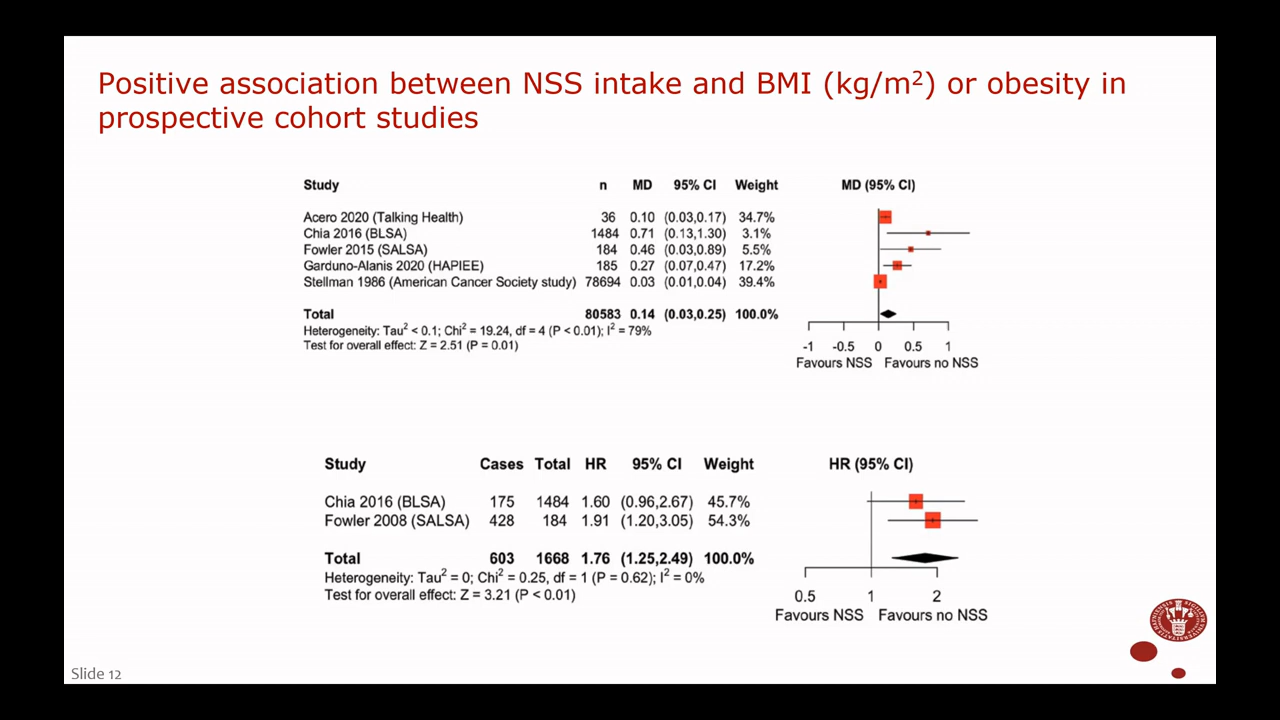 Positive association between NSS intake and BMI (kg/m²) or obesity in
prospective cohort studies
Study n MD 95% CI Weight MD (95% CI)
Acero 2020 (Talking Health) 36 0.10 (0.03,0.17) 34.7%
Chia 2016 (BLSA) 1484 0.71 (0.13,1.30) 3.1%
Fowler 2015 (SALSA) 184 0.46 (0.03,0.89) 5.5%
Garduno-Alanis 2020 (HAPIEE) 185 0.27 (0.07,0.47) 17.2%
Stellman 1986 (American Cancer Society study) 78694 0.03 (0.01,0.04) 39.4%
Total 80583 0.14 (0.03,0.25) 100.0%
Heterogeneity: Tau² < 0.1; Chi² = 19.24, df = 4 (P < 0.01); I² = 79%
Test for overall effect: Z = 2.51 (P = 0.01)
-1 -0.5 0 0.5 1
Favours NSS Favours no NSS
Study Cases Total HR 95% CI Weight HR (95% CI)
Chia 2016 (BLSA) 175 1484 1.60 (0.96,2.67) 45.7%
Fowler 2008 (SALSA) 428 184 1.91 (1.20,3.05) 54.3%
Total 603 1668 1.76 (1.25,2.49) 100.0%
Heterogeneity: Tau² = 0; Chi² = 0.25, df = 1 (P = 0.62); I² = 0%
Test for overall effect: Z = 3.21 (P < 0.01)
0.5 1 2
Favours NSS Favours no NSS
Slide 12